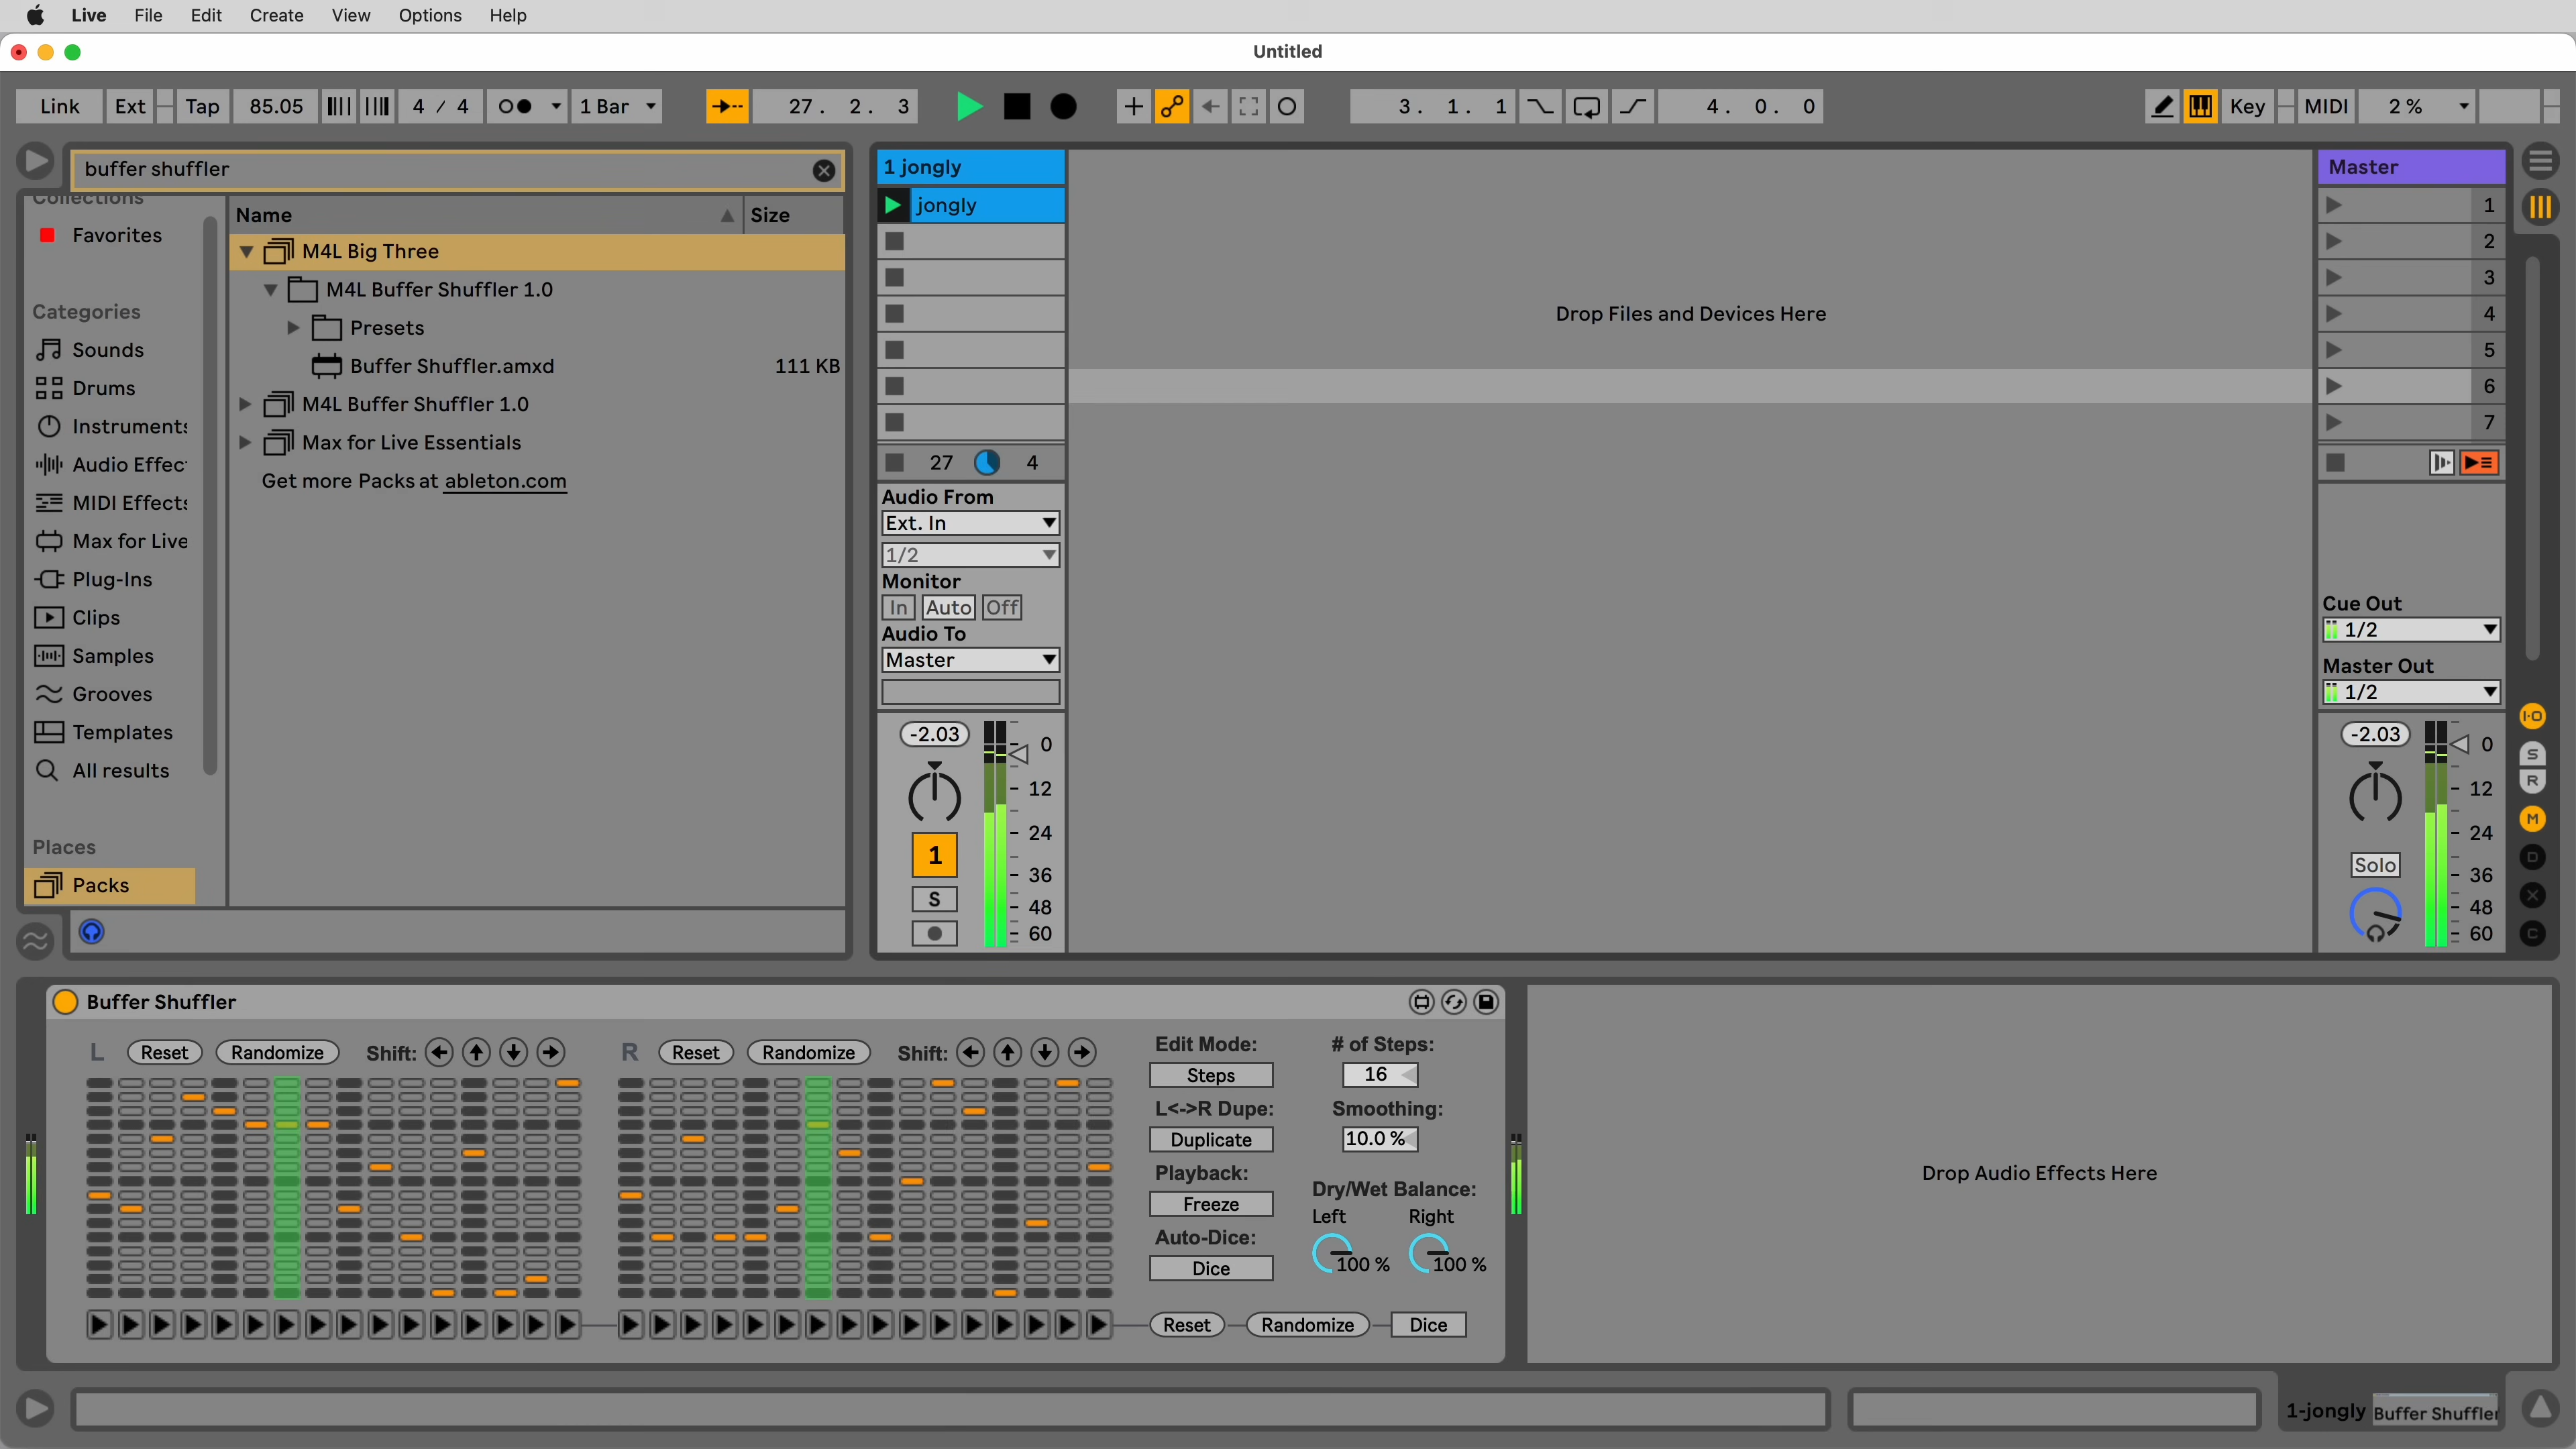 Live File Edit Create View Options Help
Untitled
Link Ext Tap 85.05 4 / 4 1 Bar 27. 2. 3 3. 1. 1 4. 0. 0 Key MIDI 2 %
buffer shuffler
Collections
Favorites
Categories
Sounds
Drums
Instruments
Audio Effec
MIDI Effects
Max for Live
Plug-Ins
Clips
Samples
Grooves
Templates
All results
Places
Packs
Name Size
M4L Big Three
M4L Buffer Shuffler 1.0
Presets
Buffer Shuffler.amxd 111 KB
M4L Buffer Shuffler 1.0
Max for Live Essentials
Get more Packs at ableton.com
1 jongly
jongly
27 4
Audio From
Ext. In
1/2
Monitor
In Auto Off
Audio To
Master
-2.03
0
12
24
36
48
60
1
S
Drop Files and Devices Here
Master
1
2
3
4
5
6
7
Cue Out
1/2
Master Out
1/2
-2.03
0
12
24
36
48
60
Solo
I·O
S
R
M
D
X
C
Buffer Shuffler
L Reset Randomize Shift:
R Reset Randomize Shift:
Edit Mode:
Steps
L<->R Dupe:
Duplicate
Playback:
Freeze
Auto-Dice:
Dice
# of Steps:
16
Smoothing:
10.0 %
Dry/Wet Balance:
Left Right
100 % 100 %
Reset Randomize Dice
Drop Audio Effects Here
1-jongly Buffer Shuffler